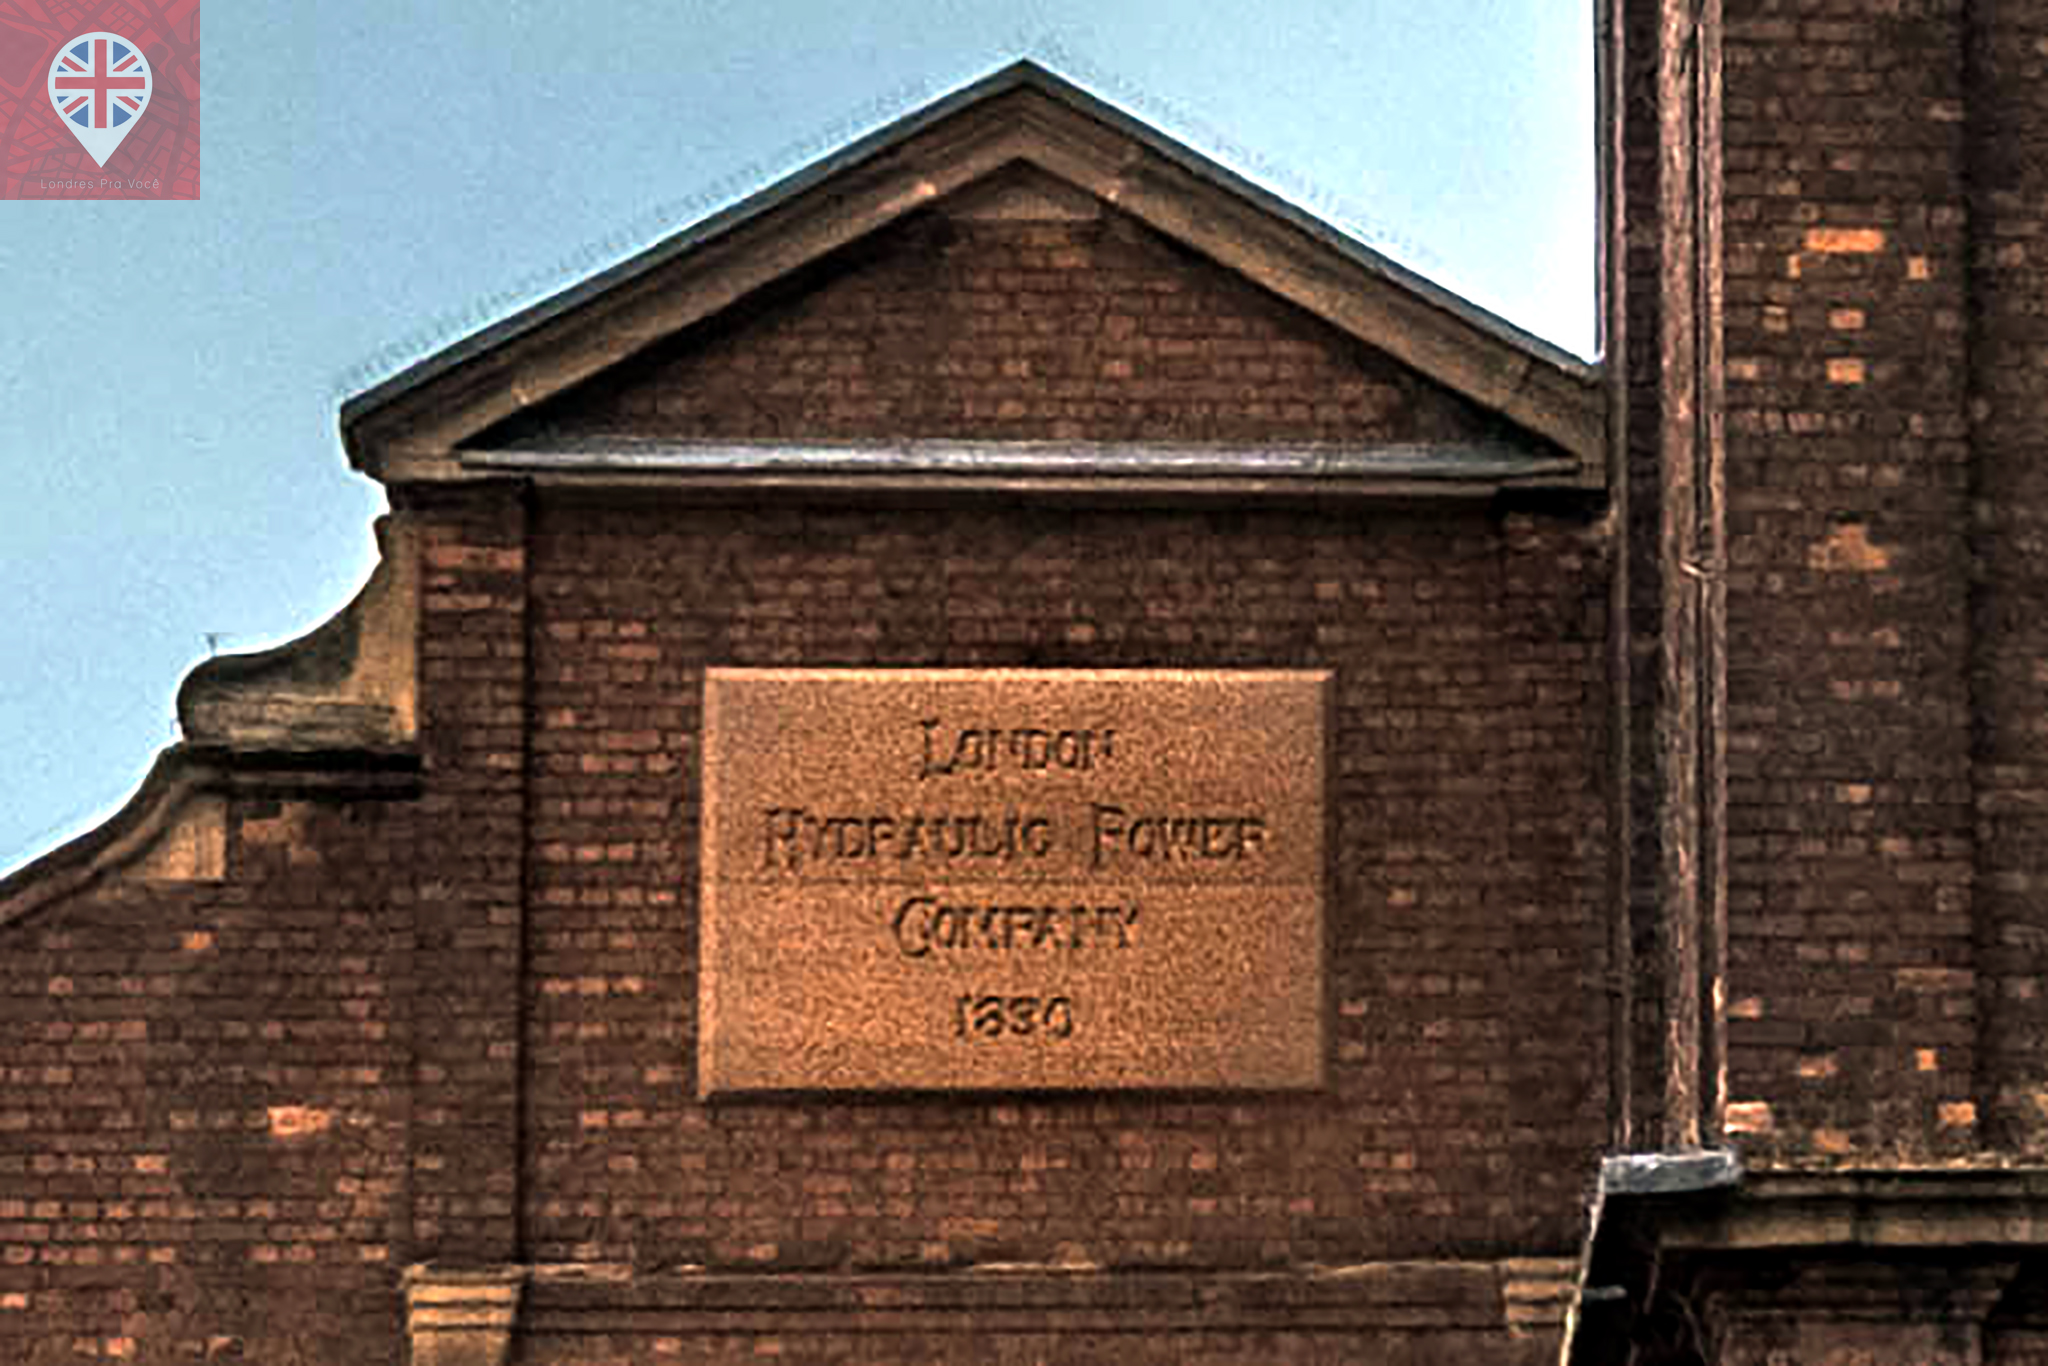 Londres Pra Você
LONDON
HYDRAULIC POWER
COMPANY